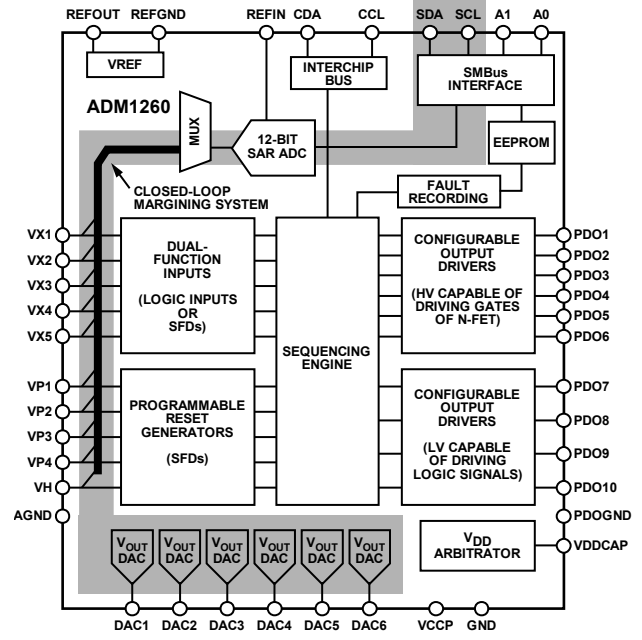 REFOUT REFGND REFIN CDA CCL SDA SCL A1 A0
VREF
INTERCHIP
BUS
SMBus
INTERFACE
ADM1260
MUX
12-BIT
SAR ADC
EEPROM
CLOSED-LOOP
MARGINING SYSTEM
FAULT
RECORDING
VX1
VX2
VX3
VX4
VX5
DUAL-
FUNCTION
INPUTS
(LOGIC INPUTS
OR
SFDs)
SEQUENCING
ENGINE
CONFIGURABLE
OUTPUT
DRIVERS
(HV CAPABLE OF
DRIVING GATES
OF N-FET)
PDO1
PDO2
PDO3
PDO4
PDO5
PDO6
VP1
VP2
VP3
VP4
VH
AGND
PROGRAMMABLE
RESET
GENERATORS
(SFDs)
CONFIGURABLE
OUTPUT
DRIVERS
(LV CAPABLE
OF DRIVING
LOGIC SIGNALS)
PDO7
PDO8
PDO9
PDO10
PDOGND
VDDCAP
VOUT
DAC
VOUT
DAC
VOUT
DAC
VOUT
DAC
VOUT
DAC
VOUT
DAC
VDD
ARBITRATOR
DAC1 DAC2 DAC3 DAC4 DAC5 DAC6 VCCP GND